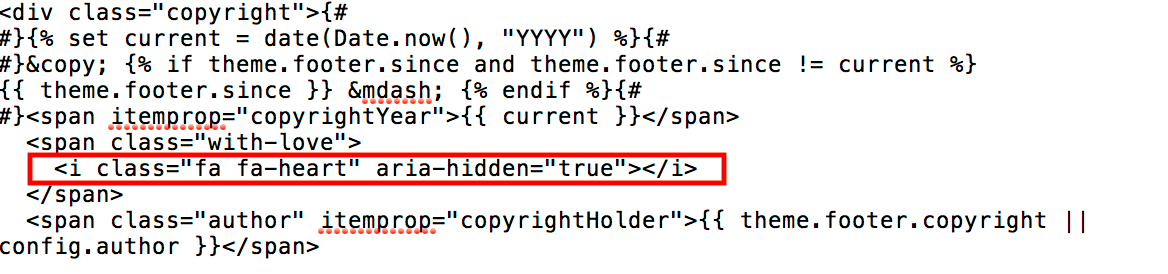 <div class="copyright">{#
#}{% set current = date(Date.now(), "YYYY") %}{#
#}&copy; {% if theme.footer.since and theme.footer.since != current %}
{{ theme.footer.since }} &mdash; {% endif %}{#
#}<span itemprop="copyrightYear">{{ current }}</span>
  <span class="with-love">
    <i class="fa fa-heart" aria-hidden="true"></i>
  </span>
  <span class="author" itemprop="copyrightHolder">{{ theme.footer.copyright ||
config.author }}</span>